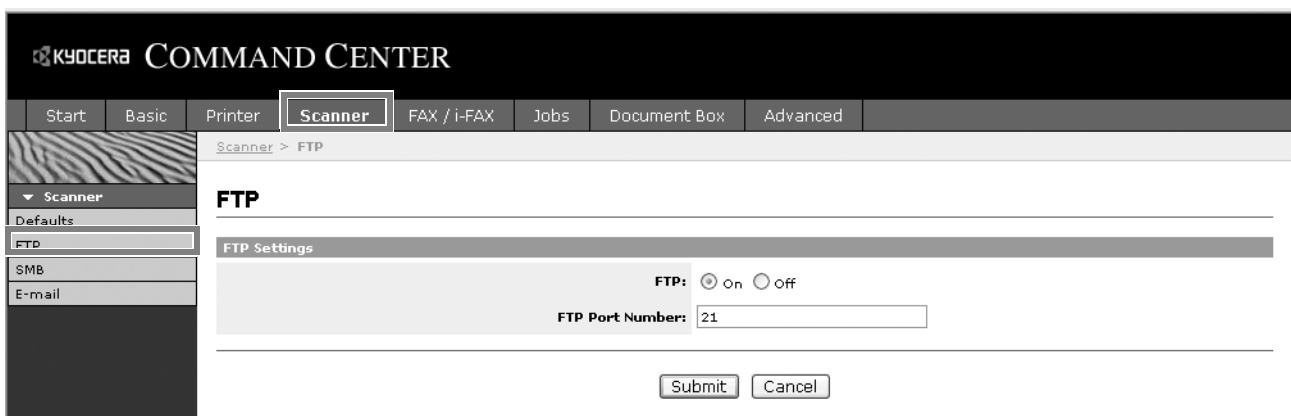 KYOCERA COMMAND CENTER
Start Basic Printer Scanner FAX / i-FAX Jobs Document Box Advanced
Scanner > FTP
Scanner
FTP
Defaults
FTP
FTP Settings
SMB
FTP: On Off
E-mail
FTP Port Number: 21
Submit Cancel